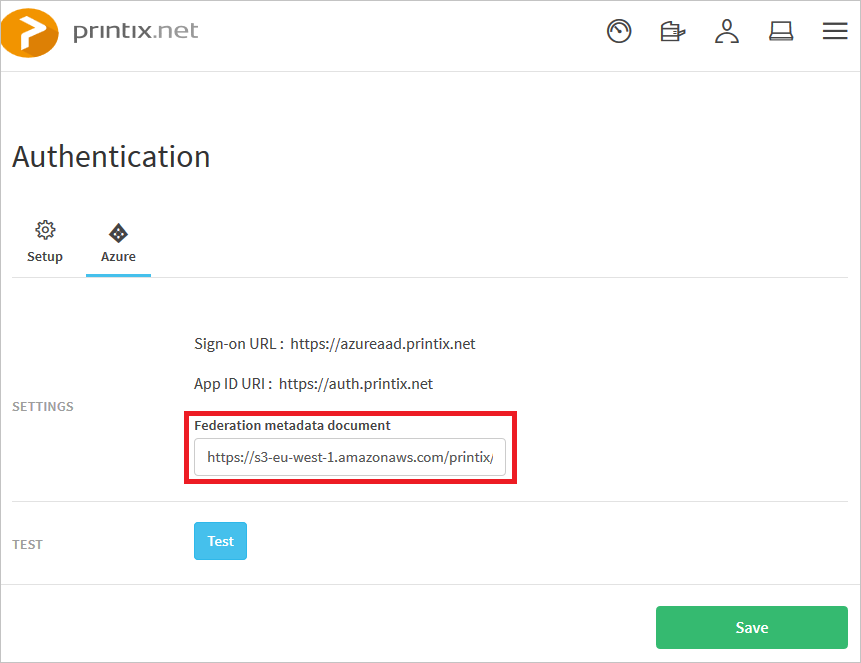 printix.net
Authentication
Setup
Azure
Sign-on URL : https://azureaad.printix.net
App ID URI : https://auth.printix.net
SETTINGS
Federation metadata document
https://s3-eu-west-1.amazonaws.com/printix/
TEST
Test
Save